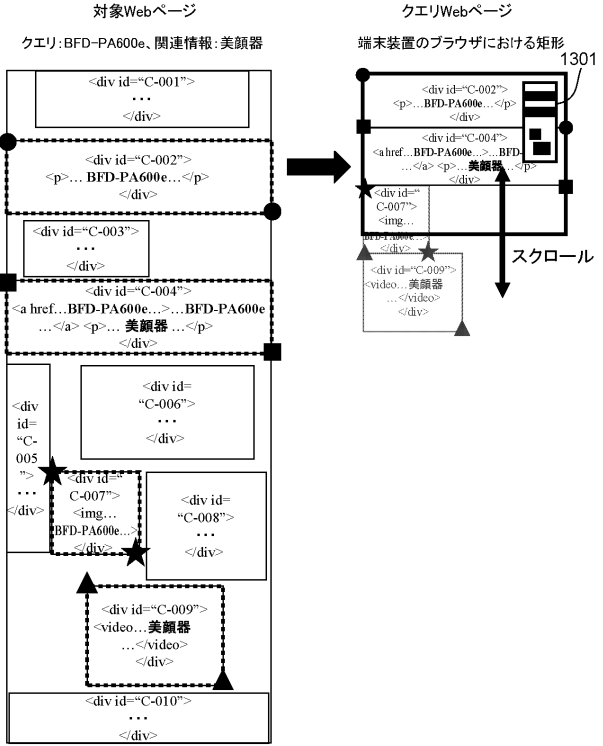 対象Webページ
クエリ:BFD-PA600e、関連情報:美顔器
<div id=“C-001”>
･･･
</div>
<div id=“C-002”>
<p>… BFD-PA600e…</p>
</div>
<div id=“C-003”>
･･･
</div>
<div id=“C-004”>
<a href…BFD-PA600e…>…BFD-PA600e
…</a> <p>… 美顔器 …</p>
</div>
<div
id=
“C-
005
”>
･･･
</div>
<div id=
“C-006”>
･･･
</div>
<div id=“
C-007”>
<img…
BFD-PA600e…>
</div>
<div id=
“C-008”>
･･･
</div>
<div id=“C-009”>
<video…美顔器
…</video>
</div>
<div id=“C-010”>
･･･
</div>
クエリWebページ
端末装置のブラウザにおける矩形
1301
<div id=“C-002”>
<p>…BFD-PA600e…</p>
</div>
<div id=“C-004”>
<a href…BFD-PA600e…>…BFD-
…</a> <p>…美顔器…</p>
</div>
<div id=“
C-007”>
<img…
BFD-PA600e…>
</div>
<div id=“C-009”>
<video…美顔器
…</video>
</div>
スクロール